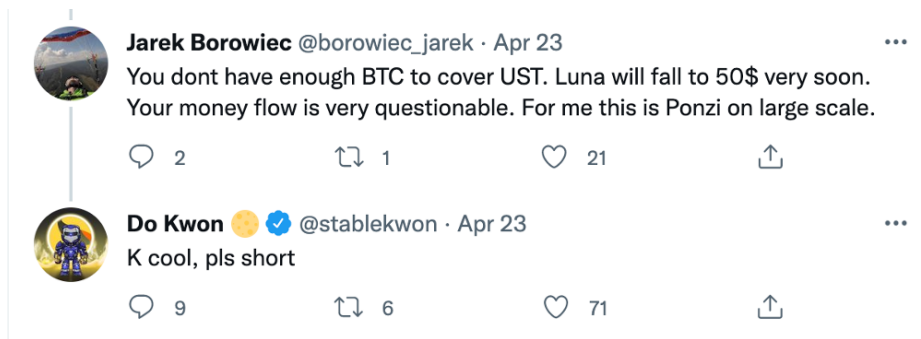 Jarek Borowiec @borowiec_jarek · Apr 23
You dont have enough BTC to cover UST. Luna will fall to 50$ very soon.
Your money flow is very questionable. For me this is Ponzi on large scale.
2 1 21
Do Kwon @stablekwon · Apr 23
K cool, pls short
9 6 71